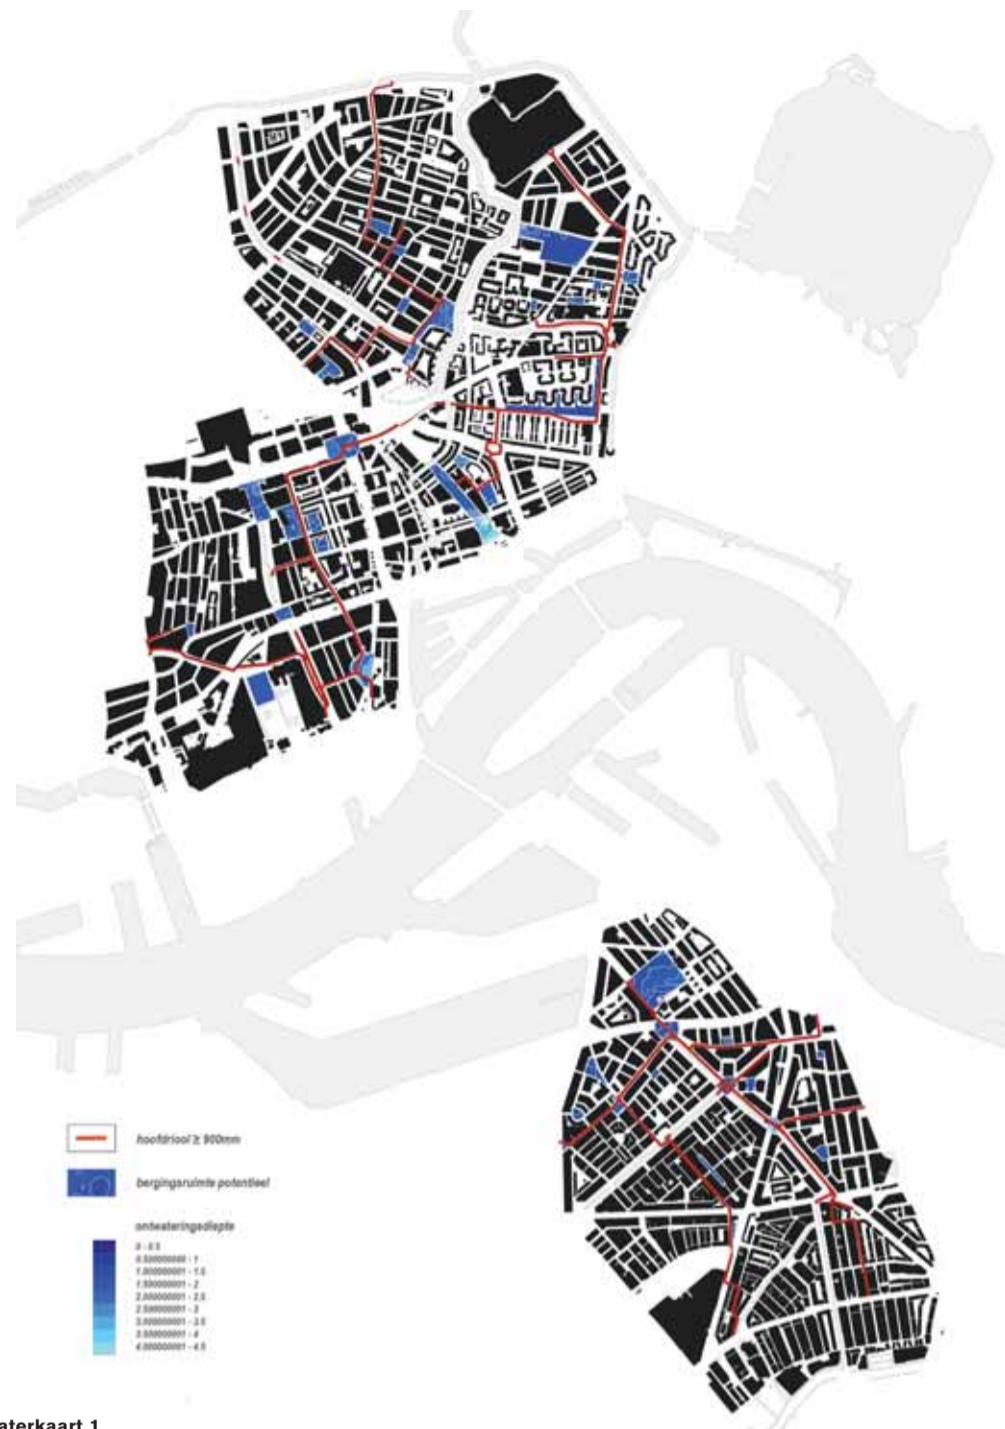 hoofdriool ≥ 900mm
bergingsruimte potentieel
ontwateringsdiepte
0 - 0.5
0.500000000 - 1
1.000000001 - 1.5
1.500000001 - 2
2.000000001 - 2.5
2.500000001 - 3
3.000000001 - 3.5
3.500000001 - 4
4.000000001 - 4.5
aterkaart 1